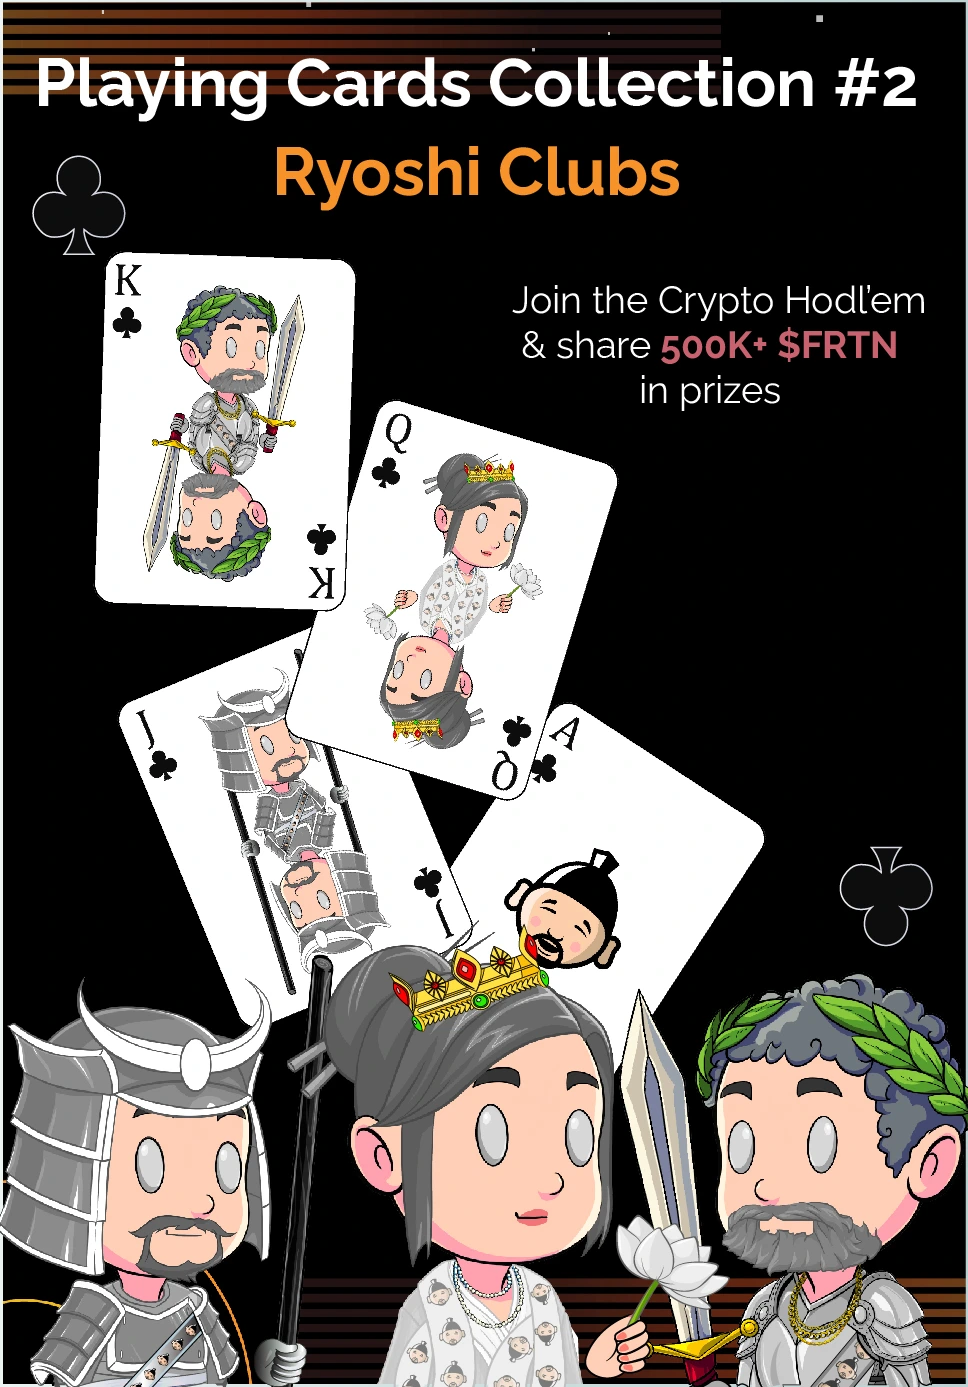 Playing Cards Collection #2
Ryoshi Clubs
Join the Crypto Hodl’em
& share 500K+ $FRTN
in prizes
K
K
Q
Q
J
J
A